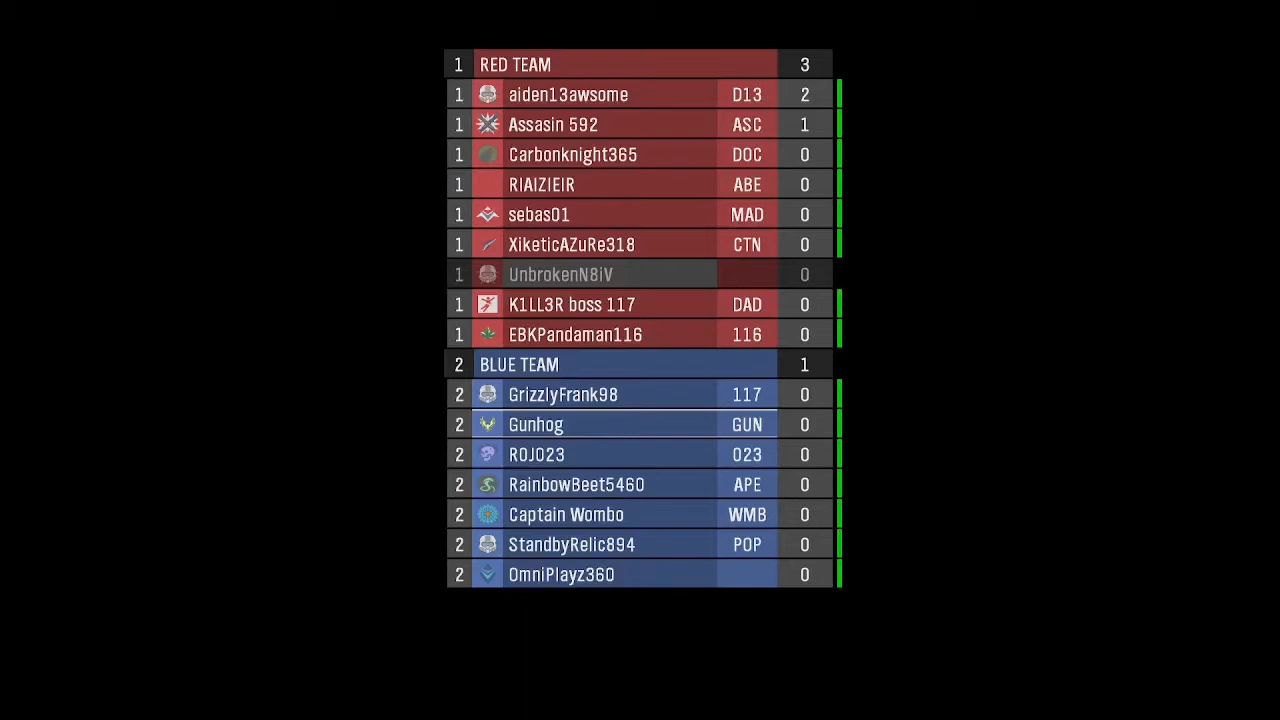 1 RED TEAM 3
1 aiden13awsome D13 2
1 Assasin 592 ASC 1
1 Carbonknight365 DOC 0
1 RIAIZIEIR ABE 0
1 sebas01 MAD 0
1 XiketicAZuRe318 CTN 0
1 UnbrokenN8iV 0
1 K1LL3R boss 117 DAD 0
1 EBKPandaman116 116 0
2 BLUE TEAM 1
2 GrizzlyFrank98 117 0
2 Gunhog GUN 0
2 ROJO23 023 0
2 RainbowBeet5460 APE 0
2 Captain Wombo WMB 0
2 StandbyRelic894 POP 0
2 OmniPlayz360 0